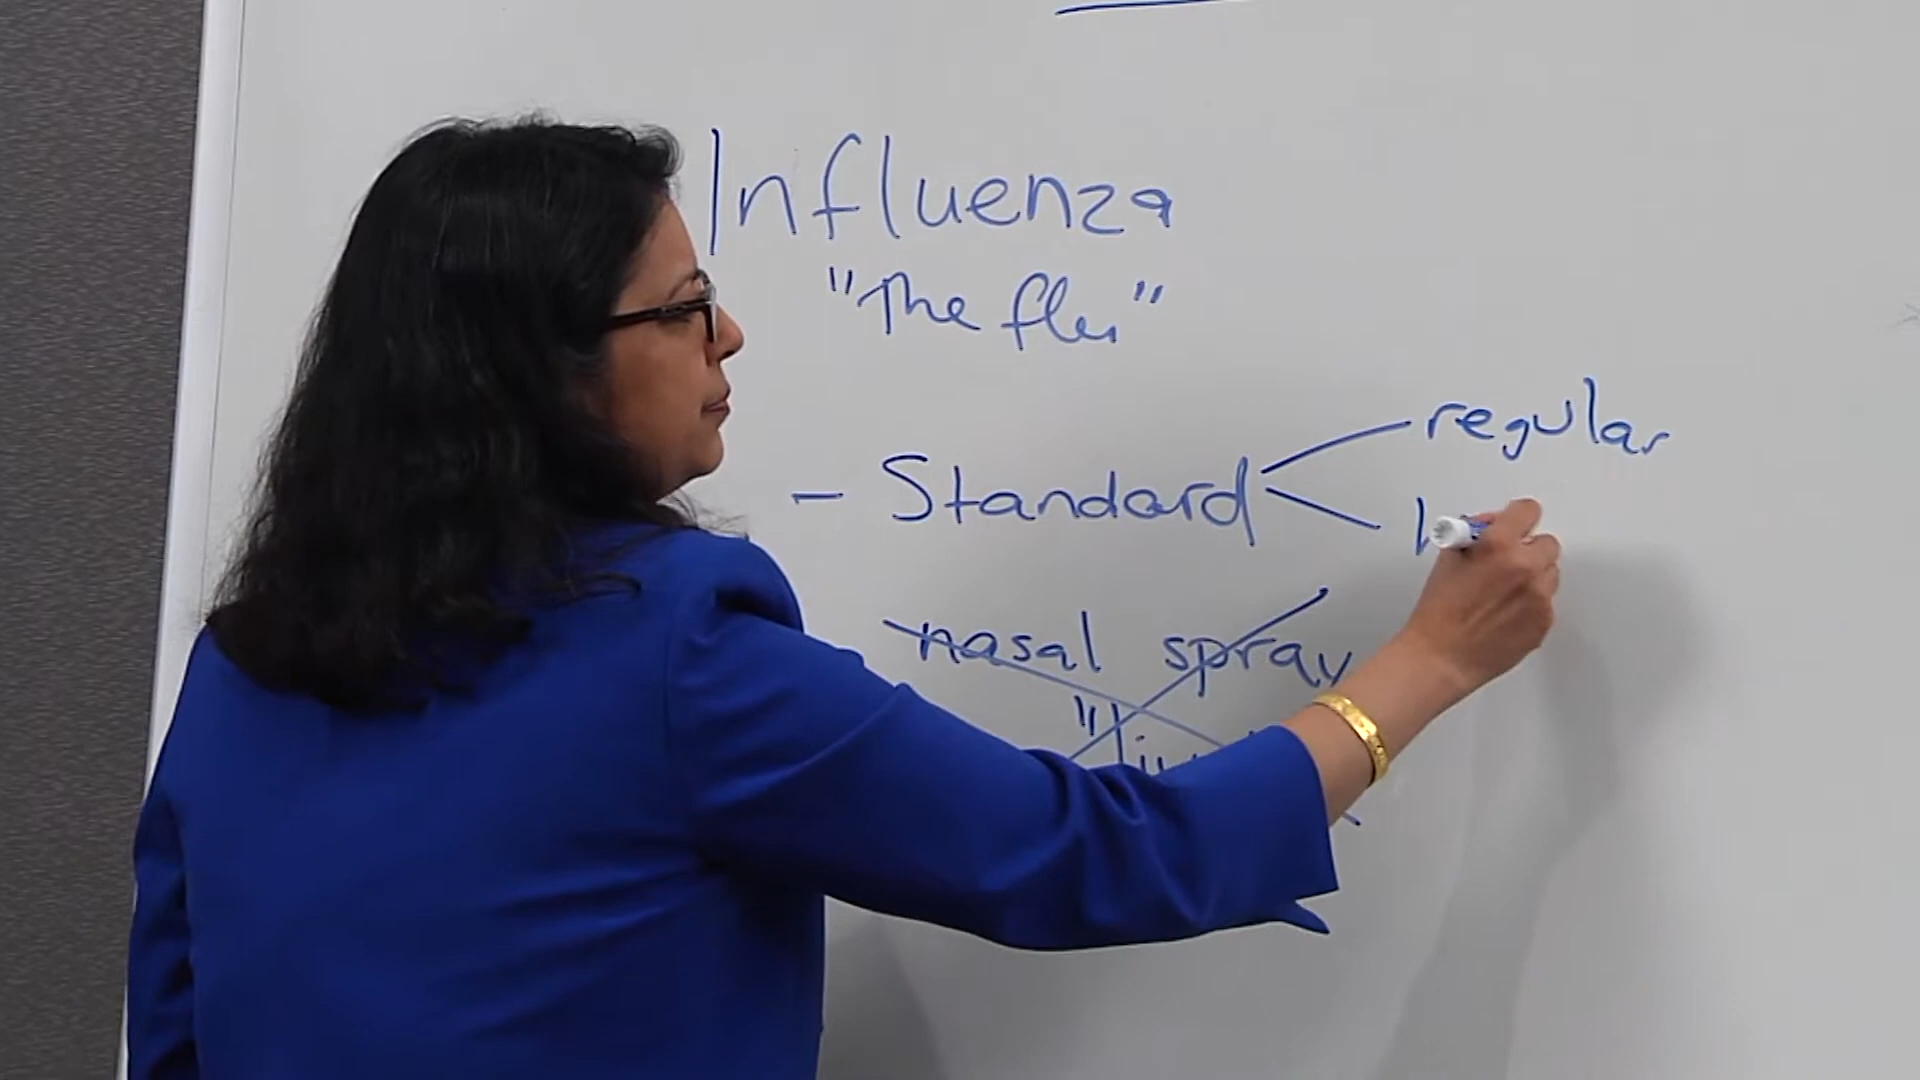 Influenza
"The flu"
- Standard
regular
nasal spray